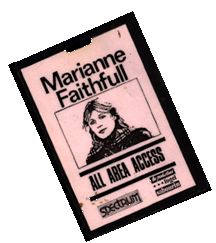 Marianne
Faithfull
ALL AREA ACCESS
SPECTRUM